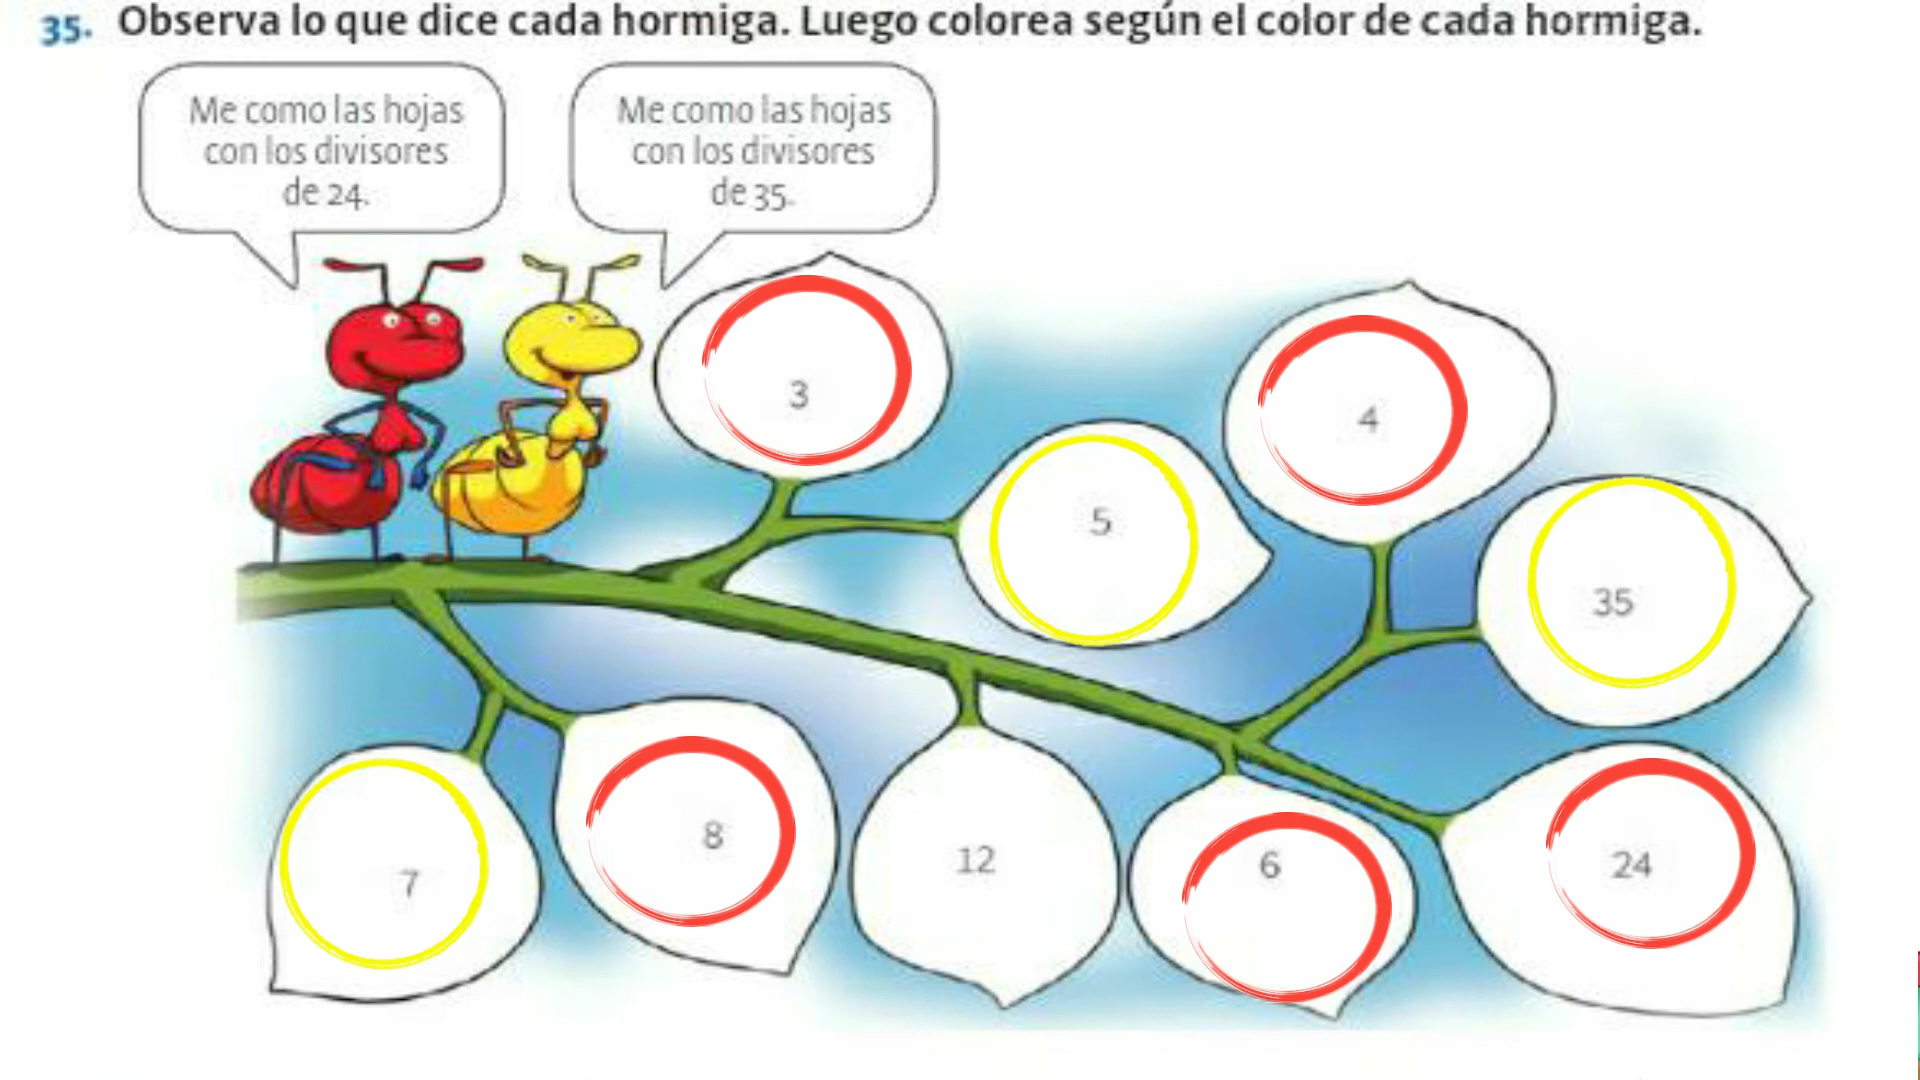 35. Observa lo que dice cada hormiga. Luego colorea según el color de cada hormiga.
Me como las hojas
con los divisores
de 24.
Me como las hojas
con los divisores
de 35.
3
4
5
35
7
8
12
6
24